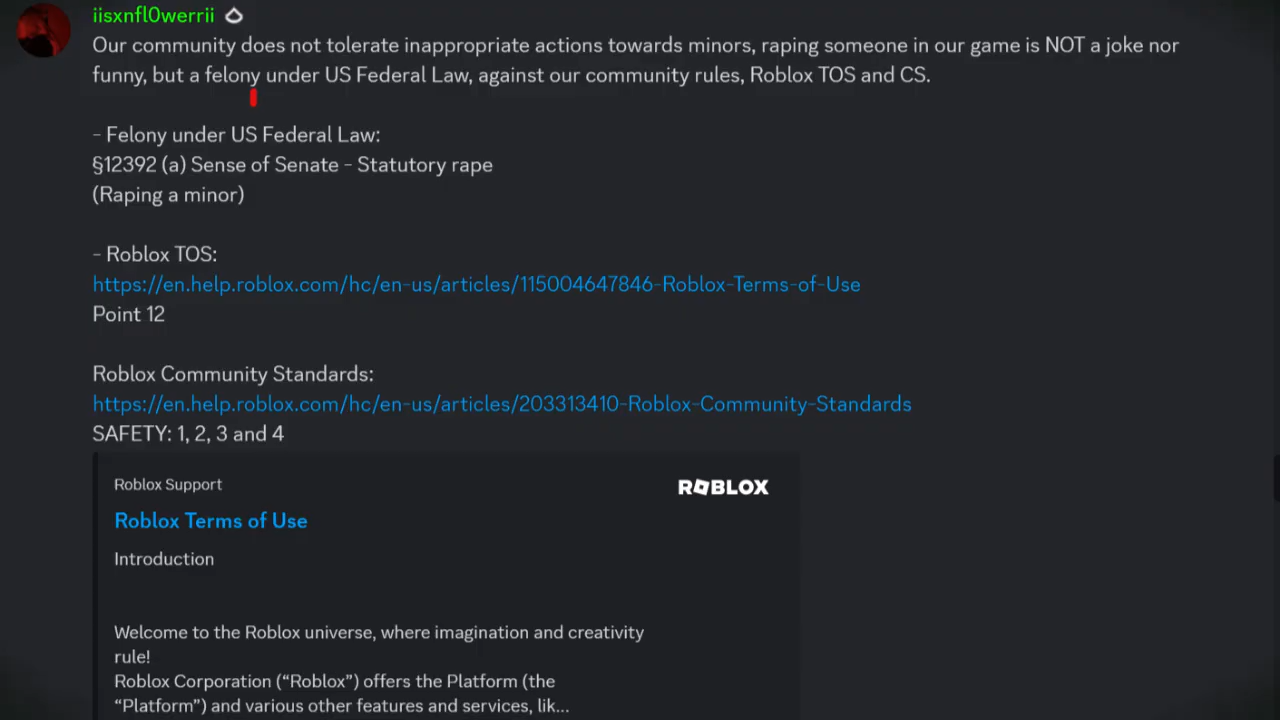 iisxnfl0werrii
Our community does not tolerate inappropriate actions towards minors, raping someone in our game is NOT a joke nor
funny, but a felony under US Federal Law, against our community rules, Roblox TOS and CS.
- Felony under US Federal Law:
§12392 (a) Sense of Senate - Statutory rape
(Raping a minor)
- Roblox TOS:
https://en.help.roblox.com/hc/en-us/articles/115004647846-Roblox-Terms-of-Use
Point 12
Roblox Community Standards:
https://en.help.roblox.com/hc/en-us/articles/203313410-Roblox-Community-Standards
SAFETY: 1, 2, 3 and 4
Roblox Support
ROBLOX
Roblox Terms of Use
Introduction
Welcome to the Roblox universe, where imagination and creativity
rule!
Roblox Corporation (“Roblox”) offers the Platform (the
“Platform”) and various other features and services, lik...